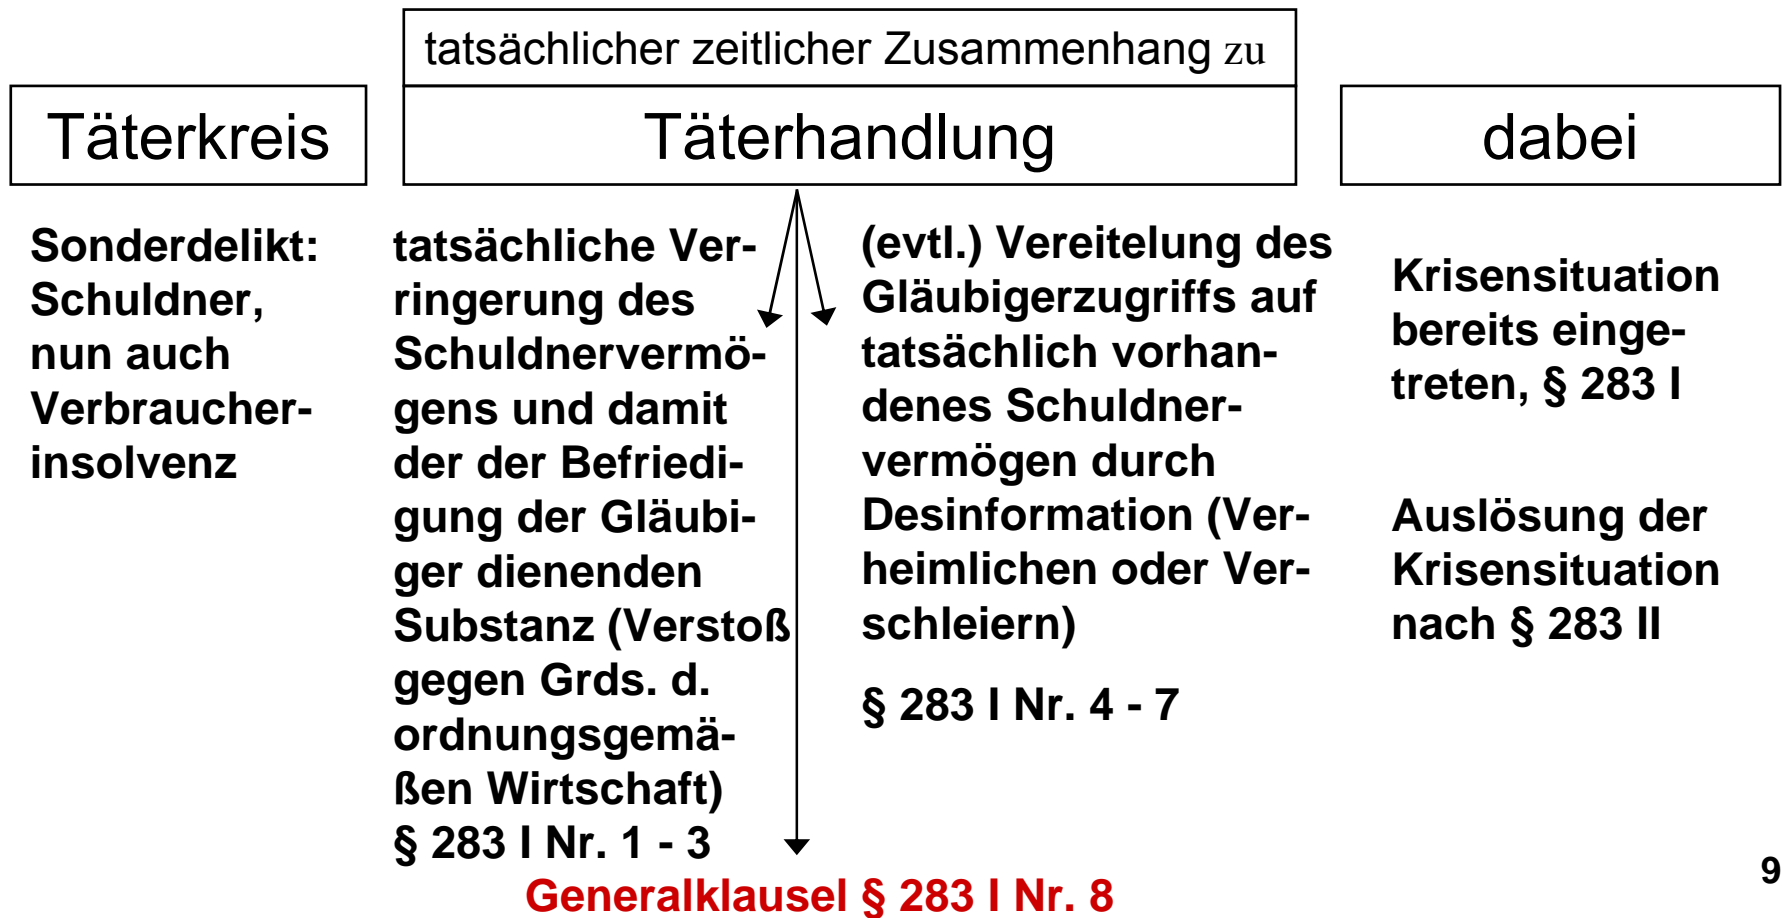 tatsächlicher zeitlicher Zusammenhang zu
Täterkreis
Täterhandlung
dabei
Sonderdelikt:
Schuldner,
nun auch
Verbraucher-
insolvenz
tatsächliche Ver-
ringerung des
Schuldnervermö-
gens und damit
der der Befriedi-
gung der Gläubi-
ger dienenden
Substanz (Verstoß
gegen Grds. d.
ordnungsgemä-
ßen Wirtschaft)
§ 283 I Nr. 1 - 3
(evtl.) Vereitelung des
Gläubigerzugriffs auf
tatsächlich vorhan-
denes Schuldner-
vermögen durch
Desinformation (Ver-
heimlichen oder Ver-
schleiern)
§ 283 I Nr. 4 - 7
Krisensituation
bereits einge-
treten, § 283 I
Auslösung der
Krisensituation
nach § 283 II
Generalklausel § 283 I Nr. 8
9